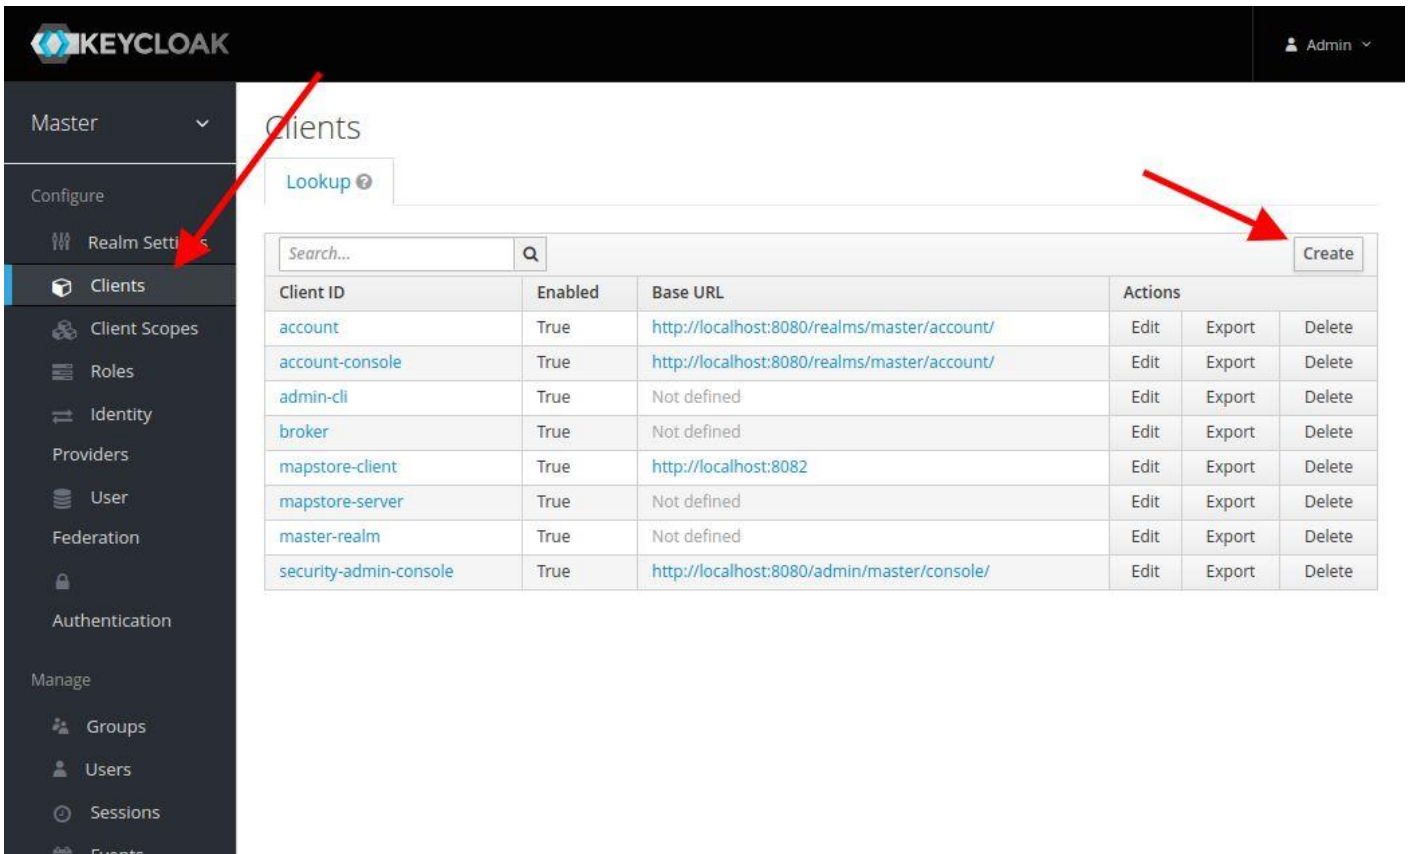 KEYCLOAK
Admin
Master
Configure
Realm Settings
Clients
Client Scopes
Roles
Identity
Providers
User
Federation
Authentication
Manage
Groups
Users
Sessions
Events
Clients
Lookup
Search...
Create
Client ID Enabled Base URL Actions
account True http://localhost:8080/realms/master/account/ Edit Export Delete
account-console True http://localhost:8080/realms/master/account/ Edit Export Delete
admin-cli True Not defined Edit Export Delete
broker True Not defined Edit Export Delete
mapstore-client True http://localhost:8082 Edit Export Delete
mapstore-server True Not defined Edit Export Delete
master-realm True Not defined Edit Export Delete
security-admin-console True http://localhost:8080/admin/master/console/ Edit Export Delete